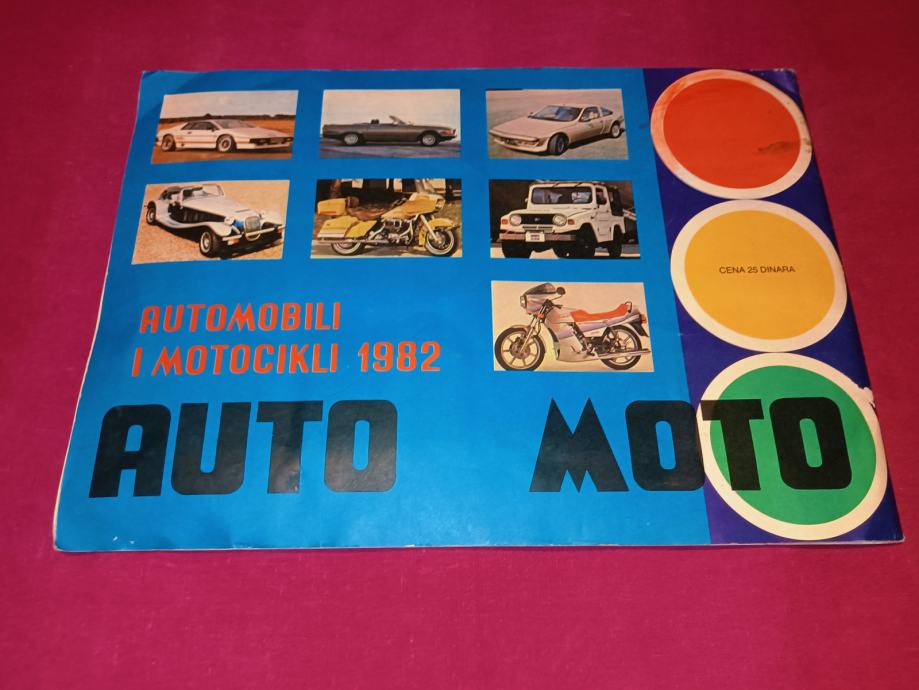 CENA 25 DINARA
AUTOMOBILI
I MOTOCIKLI 1982
AUTO MOTO